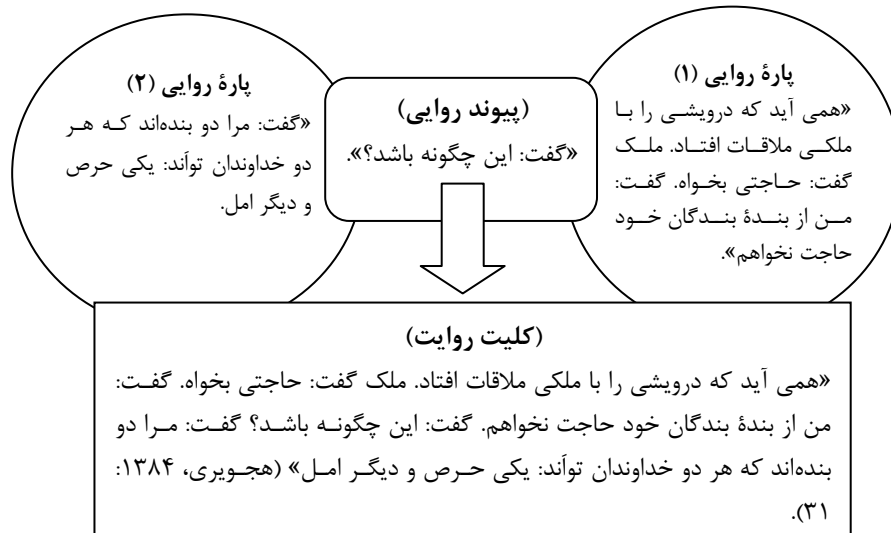 پارهٔ روایی (۱)
«همی آید که درویشی را با
ملکی ملاقات افتاد. ملک
گفت: حاجتی بخواه. گفت:
من از بندهٔ بندگان خود
حاجت نخواهم».
(پیوند روایی)
«گفت: این چگونه باشد؟».
پارهٔ روایی (۲)
«گفت: مرا دو بنده‌اند که هر
دو خداوندان توأند: یکی حرص
و دیگر امل.
(کلیت روایت)
«همی آید که درویشی را با ملکی ملاقات افتاد. ملک گفت: حاجتی بخواه. گفت:
من از بندهٔ بندگان خود حاجت نخواهم. گفت: این چگونه باشد؟ گفت: مرا دو
بنده‌اند که هر دو خداوندان توأند: یکی حرص و دیگر امل» (هجویری، ۱۳۸۴:
۳۱).